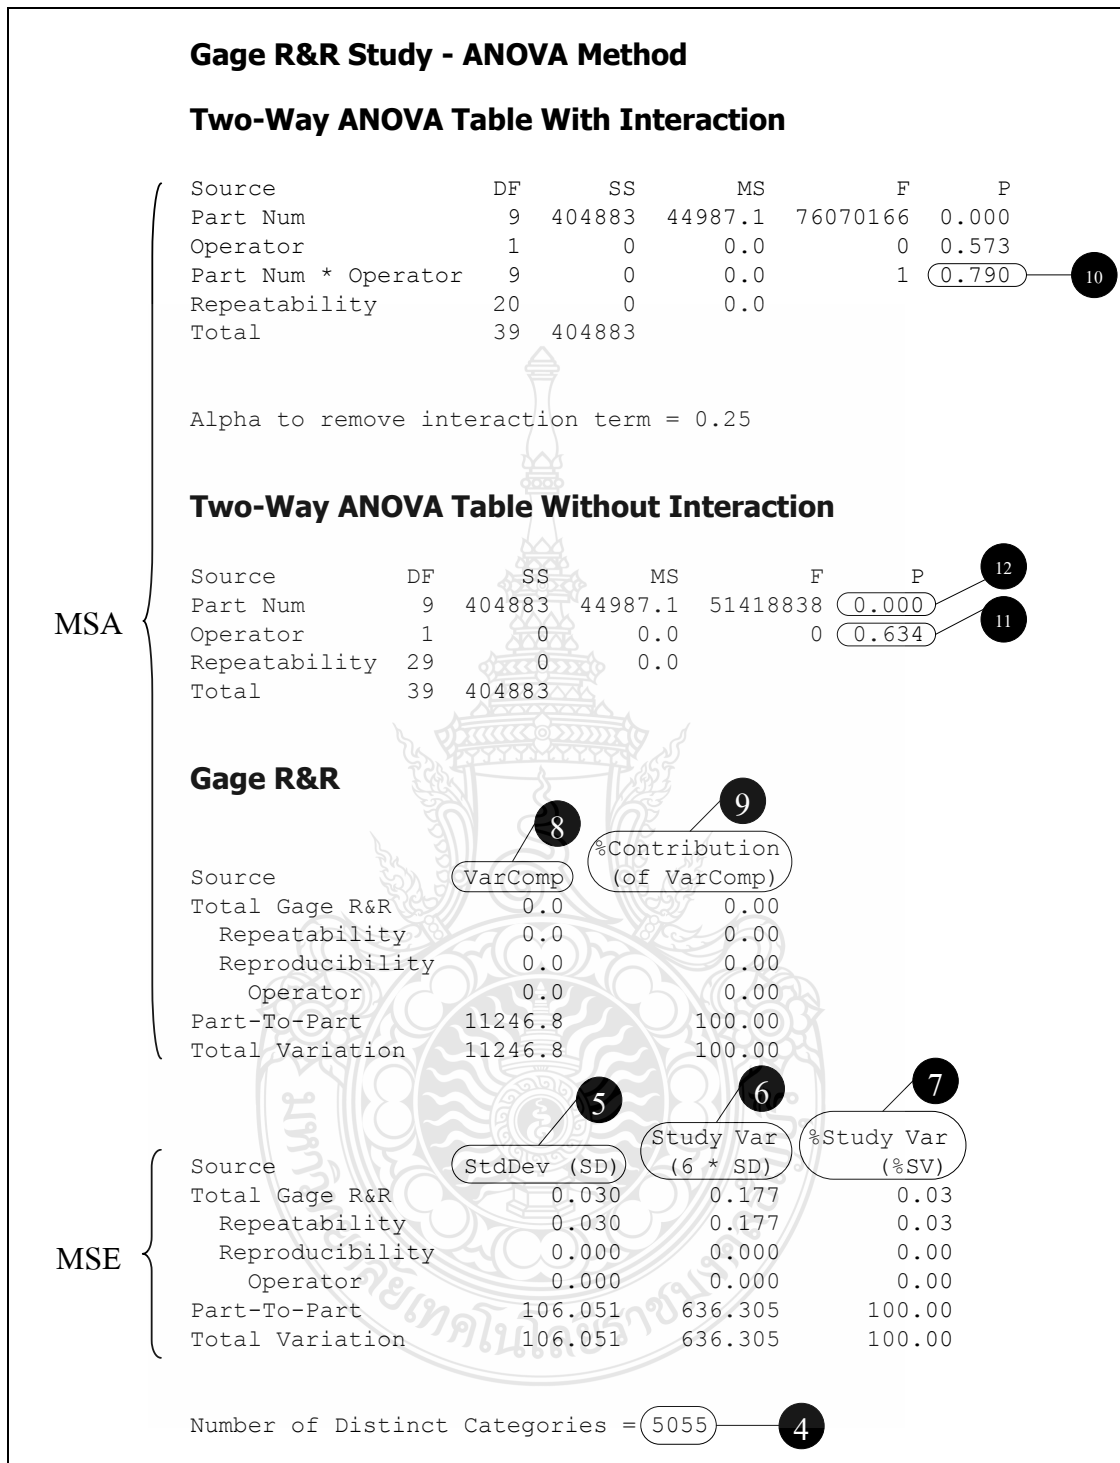 Gage R&R Study - ANOVA Method
Two-Way ANOVA Table With Interaction
Source DF SS MS F P
Part Num 9 404883 44987.1 76070166 0.000
Operator 1 0 0.0 0 0.573
Part Num * Operator 9 0 0.0 1 0.790 10
Repeatability 20 0 0.0
Total 39 404883
Alpha to remove interaction term = 0.25
Two-Way ANOVA Table Without Interaction
12
Source DF SS MS F P
Part Num 9 404883 44987.1 51418838 0.000
MSA
Operator 1 0 0.0 0 0.634 11
Repeatability 29 0 0.0
Total 39 404883
Gage R&R
8 9
%Contribution
Source VarComp (of VarComp)
Total Gage R&R 0.0 0.00
Repeatability 0.0 0.00
Reproducibility 0.0 0.00
Operator 0.0 0.00
Part-To-Part 11246.8 100.00
Total Variation 11246.8 100.00
5 6 7
Study Var %Study Var
Source StdDev (SD) (6 * SD) (%SV)
Total Gage R&R 0.030 0.177 0.03
Repeatability 0.030 0.177 0.03
MSE
Reproducibility 0.000 0.000 0.00
Operator 0.000 0.000 0.00
Part-To-Part 106.051 636.305 100.00
Total Variation 106.051 636.305 100.00
Number of Distinct Categories = 5055 4